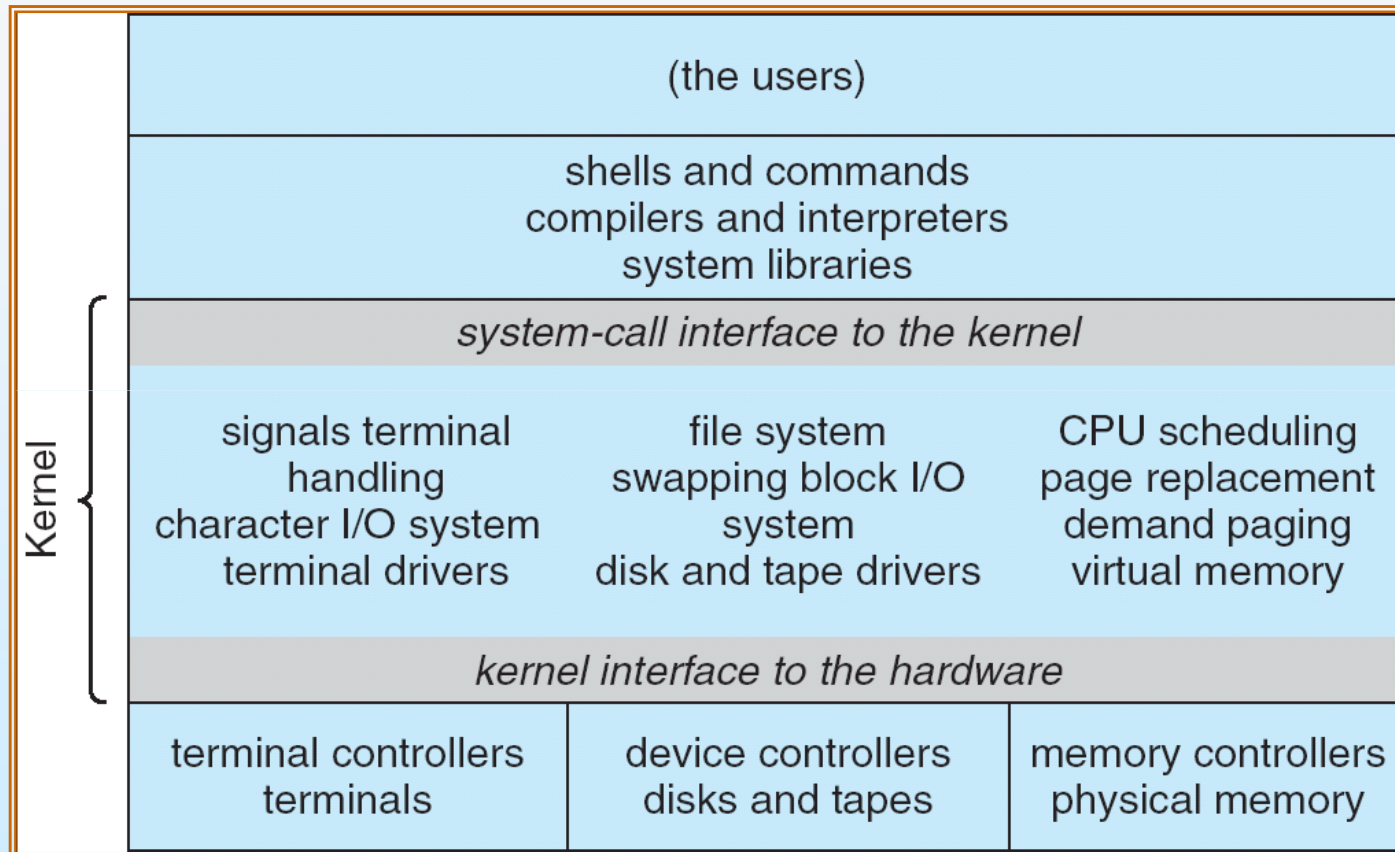 (the users)
shells and commands
compilers and interpreters
system libraries
system-call interface to the kernel
Kernel
signals terminal
handling
character I/O system
terminal drivers
file system
swapping block I/O
system
disk and tape drivers
CPU scheduling
page replacement
demand paging
virtual memory
kernel interface to the hardware
terminal controllers
terminals
device controllers
disks and tapes
memory controllers
physical memory